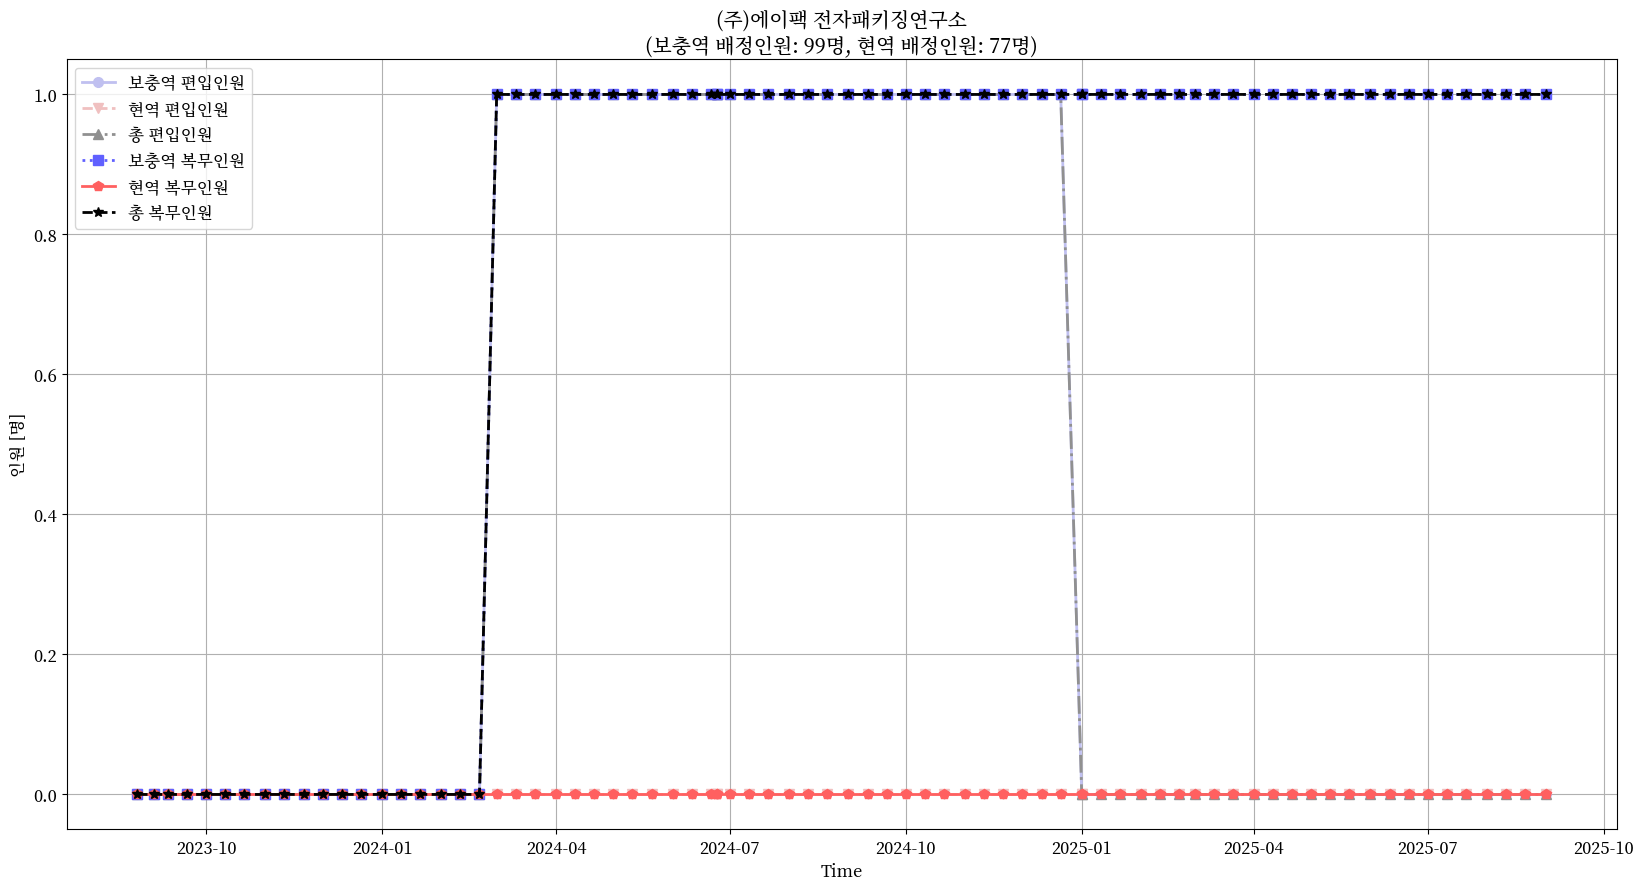 (주)에이팩 전자패키징연구소
(보충역 배정인원: 99명, 현역 배정인원: 77명)
보충역 편입인원
현역 편입인원
총 편입인원
보충역 복무인원
현역 복무인원
총 복무인원
인원 [명]
1.0
0.8
0.6
0.4
0.2
0.0
2023-10 2024-01 2024-04 2024-07 2024-10 2025-01 2025-04 2025-07 2025-10
Time